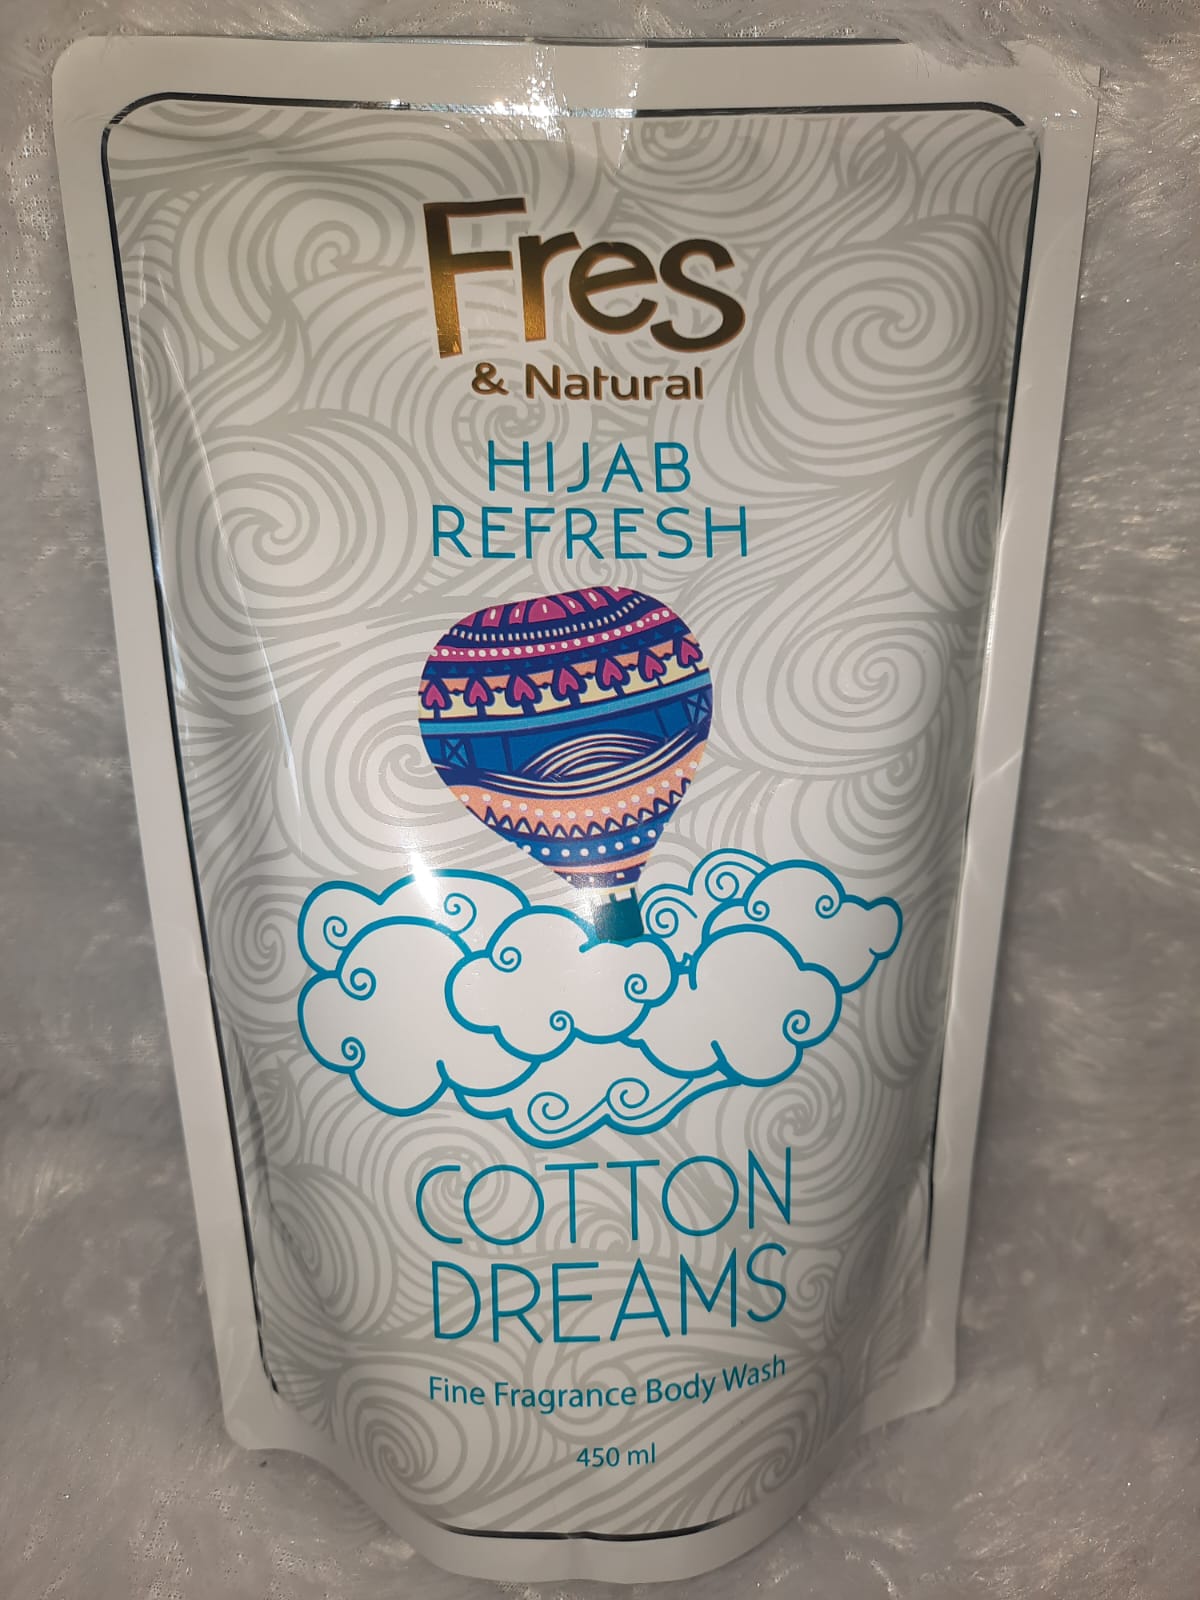 Fres
& Natural
HIJAB
REFRESH
COTTON
DREAMS
Fine Fragrance Body Wash
450 ml